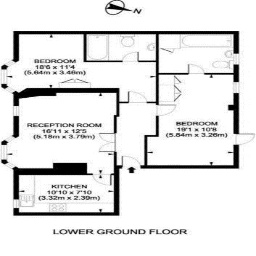 N
BEDROOM
18'6 x 11'4
(5.64m x 3.46m)
RECEPTION ROOM
16'11 x 12'5
(5.18m x 3.79m)
BEDROOM
19'1 x 10'8
(5.84m x 3.26m)
KITCHEN
10'10 x 7'10
(3.32m x 2.39m)
LOWER GROUND FLOOR